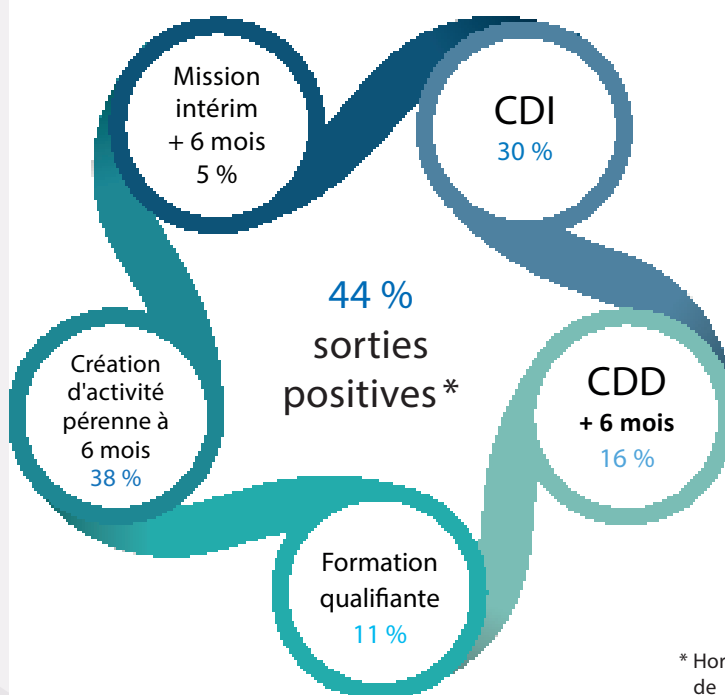 Mission
intérim
+ 6 mois
5 %
CDI
30 %
44 %
sorties
positives *
Création
d'activité
pérenne à
6 mois
38 %
CDD
+ 6 mois
16 %
Formation
qualifiante
11 %
*
de